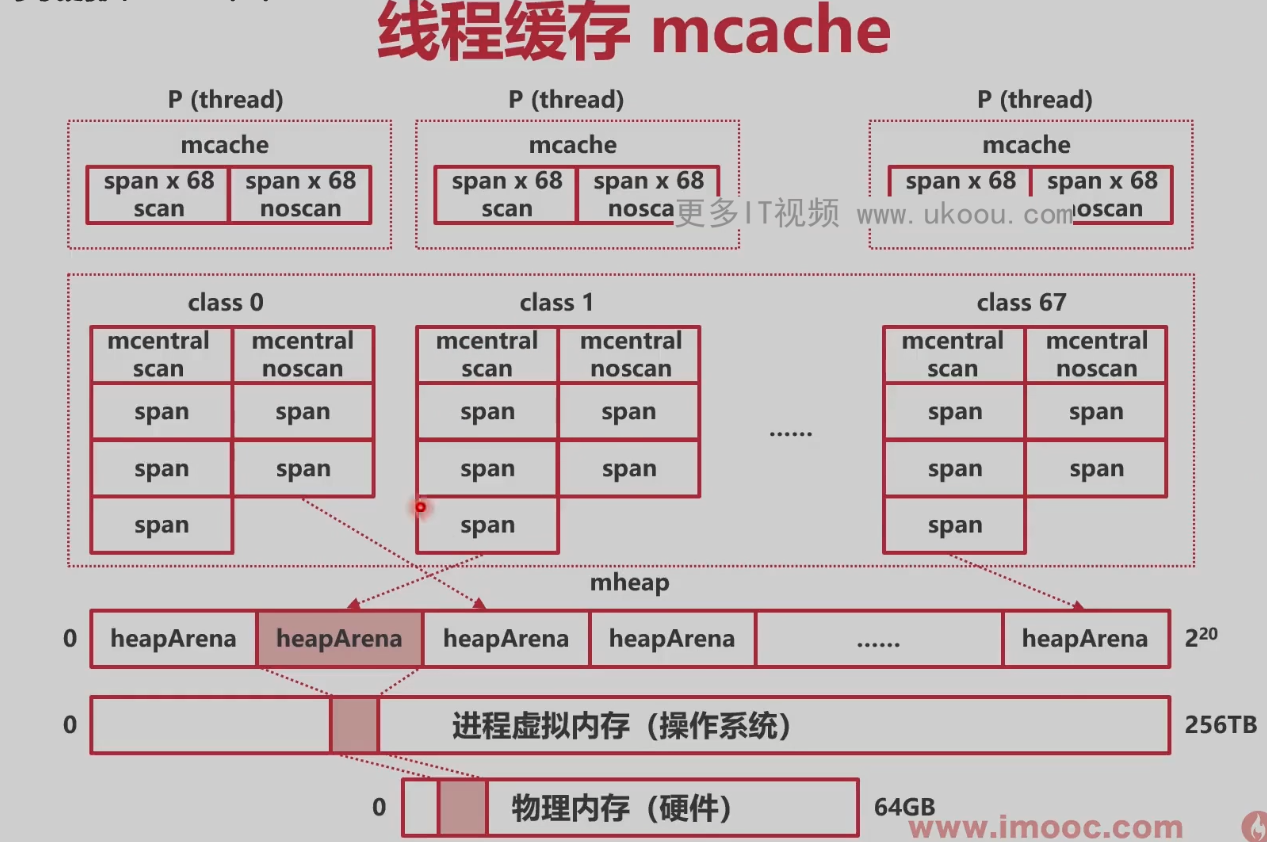 线程缓存 mcache
P (thread)
P (thread)
P (thread)
mcache
mcache
mcache
span x 68
scan
span x 68
noscan
span x 68
scan
span x 68
nosca
span x 68
span x 68
noscan
更多IT视频 www.ukoou.com
class 0
class 1
class 67
mcentral
scan
mcentral
noscan
mcentral
scan
mcentral
noscan
mcentral
scan
mcentral
noscan
span
span
span
span
span
span
......
span
span
span
span
span
span
span
span
span
mheap
0
heapArena
heapArena
heapArena
heapArena
......
heapArena
2²⁰
0
进程虚拟内存（操作系统）
256TB
0
物理内存（硬件）
64GB
www.imooc.com